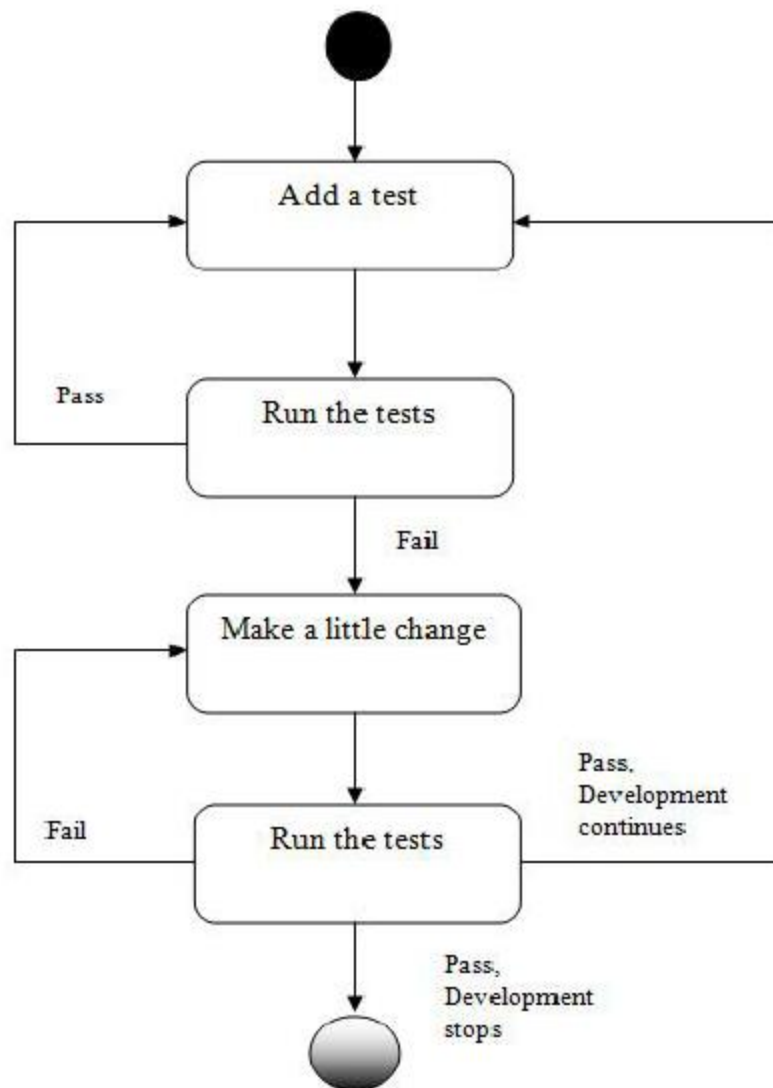 Add a test
Pass
Run the tests
Fail
Make a little change
Pass,
Development
continues
Fail
Run the tests
Pass,
Development
stops